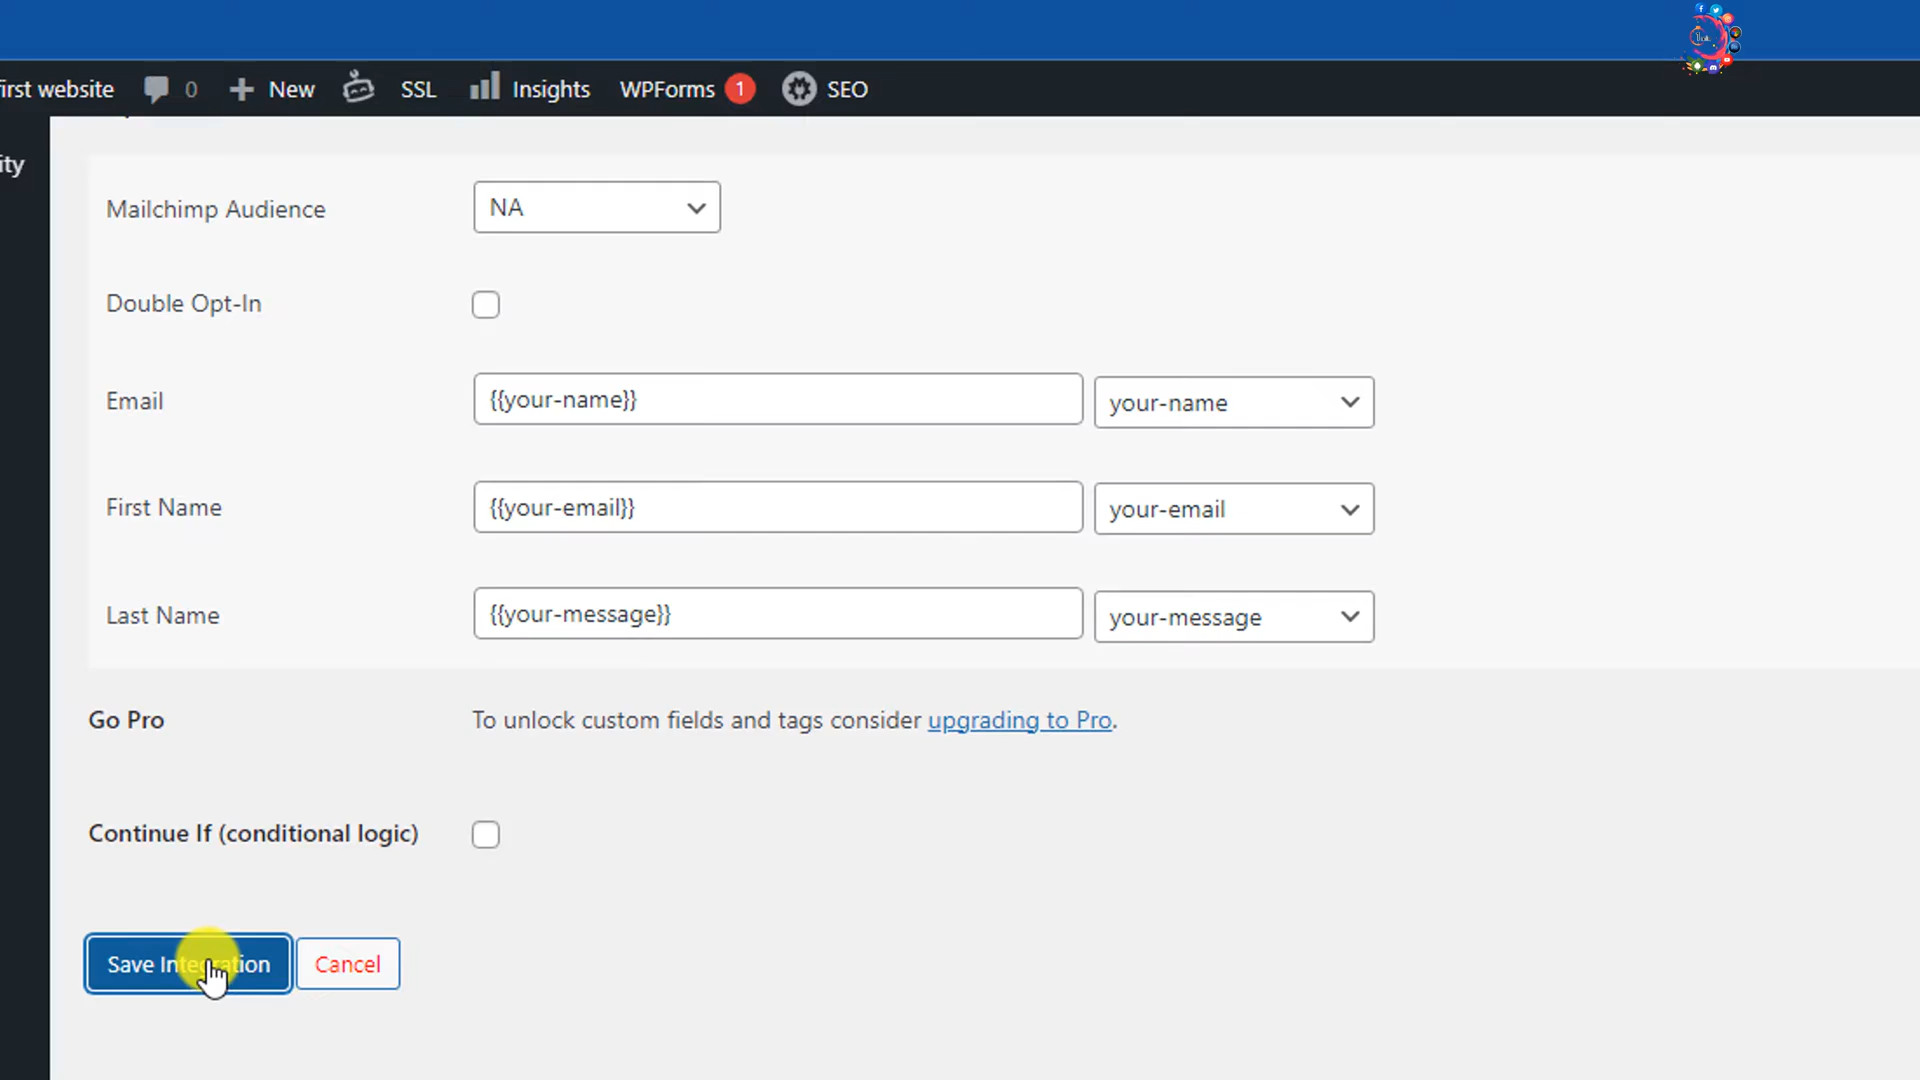 irst website 0 New SSL Insights WPForms 1 SEO
ity
Mailchimp Audience NA
Double Opt-In
Email {{your-name}} your-name
First Name {{your-email}} your-email
Last Name {{your-message}} your-message
Go Pro To unlock custom fields and tags consider upgrading to Pro.
Continue If (conditional logic)
Save Integration Cancel